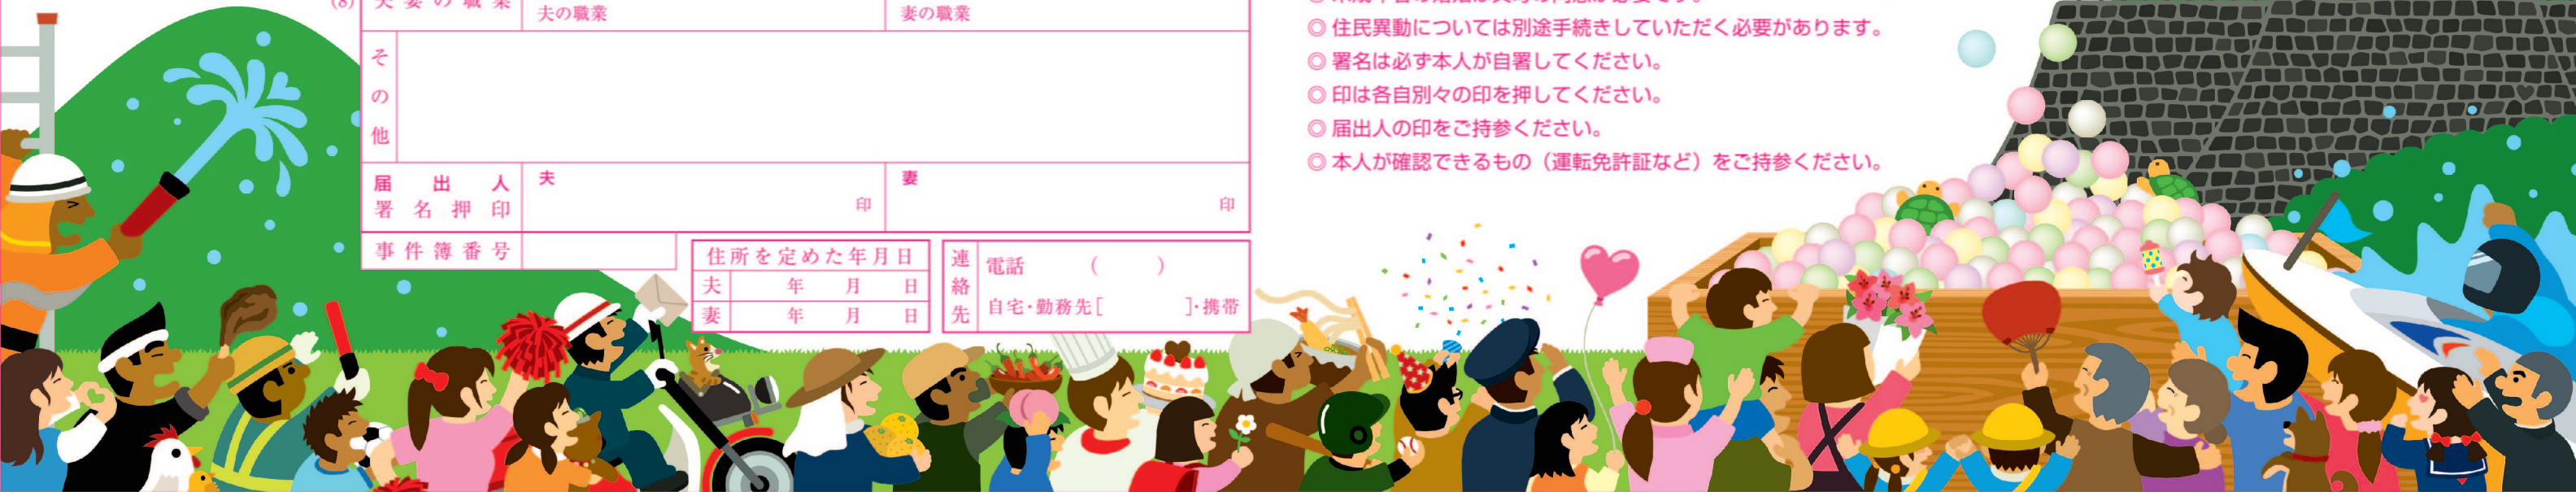 (8) 夫妻の職業
夫の職業
妻の職業
その他
届出人
署名押印
夫
印
妻
印
事件簿番号
住所を定めた年月日
夫 年 月 日
妻 年 月 日
連絡先
電話 ( )
自宅・勤務先[ ]・携帯
◎ 住民異動については別途手続きしていただく必要があります。
◎ 署名は必ず本人が自署してください。
◎ 印は各自別々の印を押してください。
◎ 届出人の印をご持参ください。
◎ 本人が確認できるもの（運転免許証など）をご持参ください。